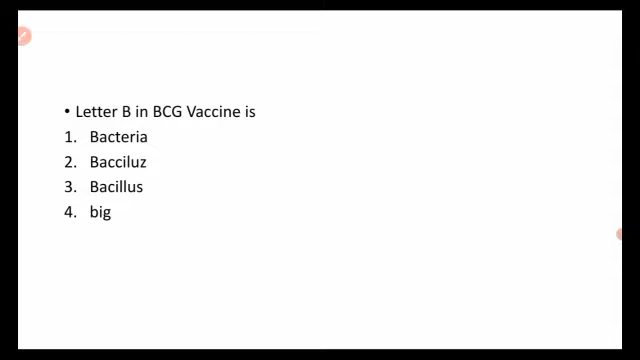 • Letter B in BCG Vaccine is
1. Bacteria
2. Bacciluz
3. Bacillus
4. big